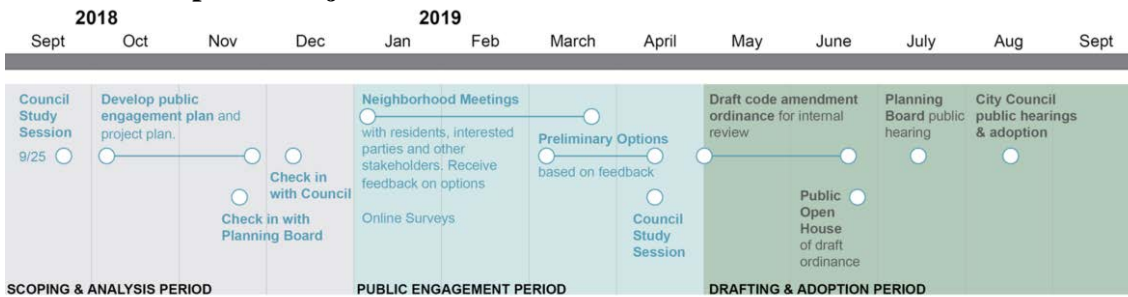 2018
2019
Sept Oct Nov Dec Jan Feb March April May June July Aug Sept
Council
Study
Session
9/25
Develop public
engagement plan and
project plan.
Check in
with Council
Check in with
Planning Board
SCOPING & ANALYSIS PERIOD
Neighborhood Meetings
with residents, interested
parties and other
stakeholders. Receive
feedback on options
Online Surveys
Preliminary Options
based on feedback
Council
Study
Session
PUBLIC ENGAGEMENT PERIOD
Draft code amendment
ordinance for internal
review
Public
Open
House
of draft
ordinance
Planning
Board public
hearing
City Council
public hearings
& adoption
DRAFTING & ADOPTION PERIOD